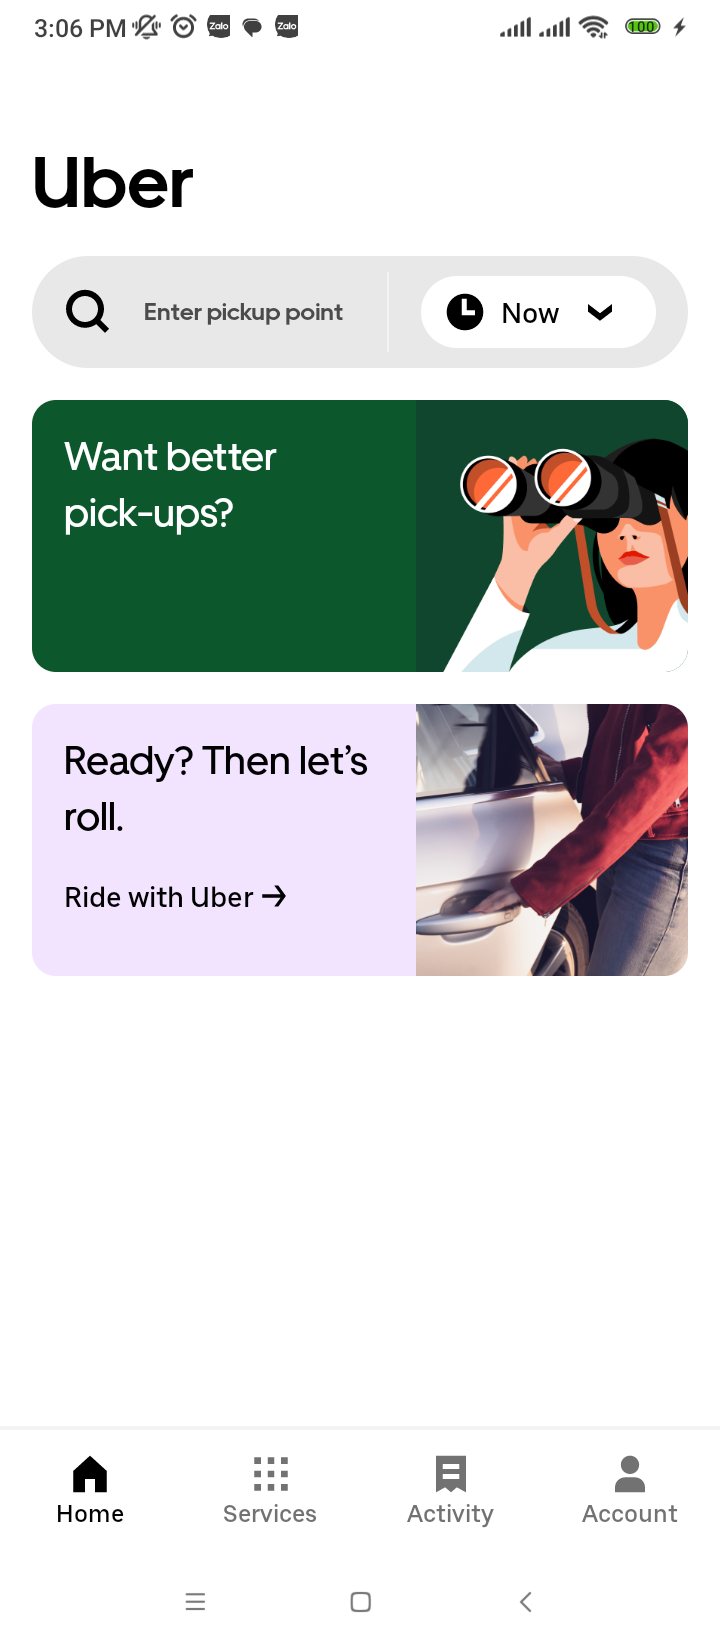 3:06 PM Zalo Zalo 100
Uber
Enter pickup point Now
Want better
pick-ups?
Ready? Then let’s
roll.
Ride with Uber →
Home Services Activity Account